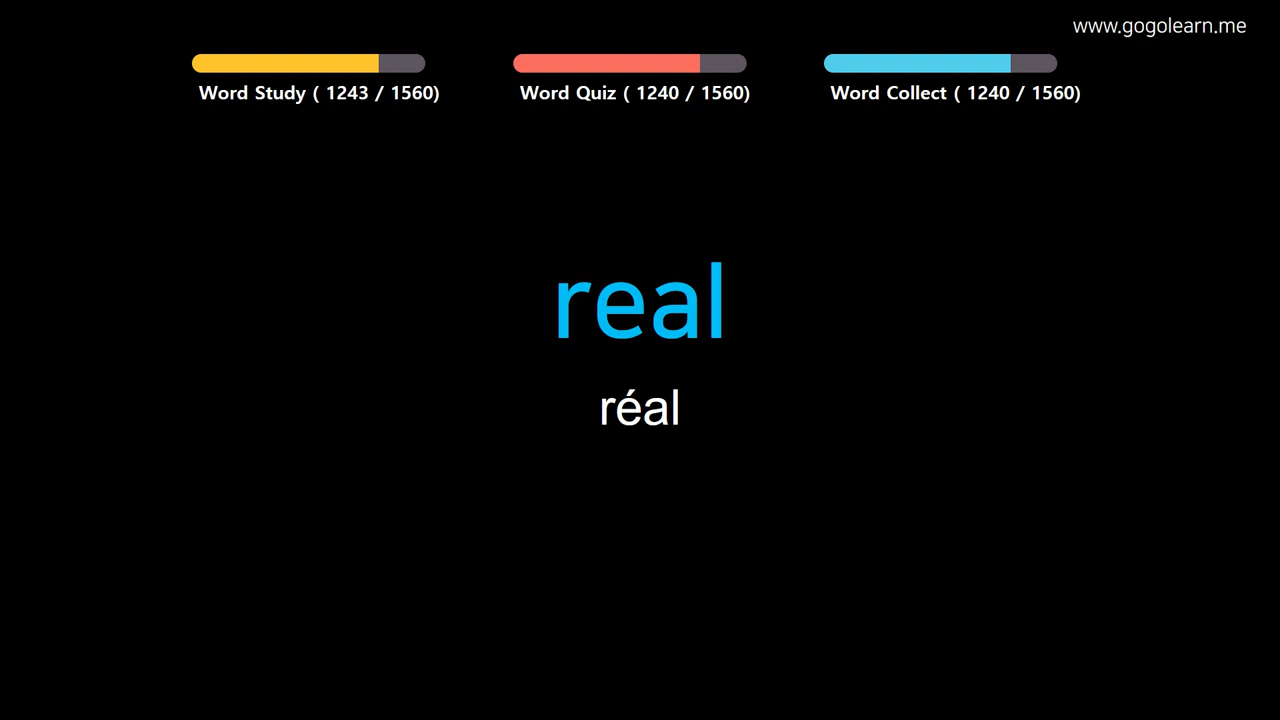 www.gogolearn.me
Word Study ( 1243 / 1560)
Word Quiz ( 1240 / 1560)
Word Collect ( 1240 / 1560)
real
réal